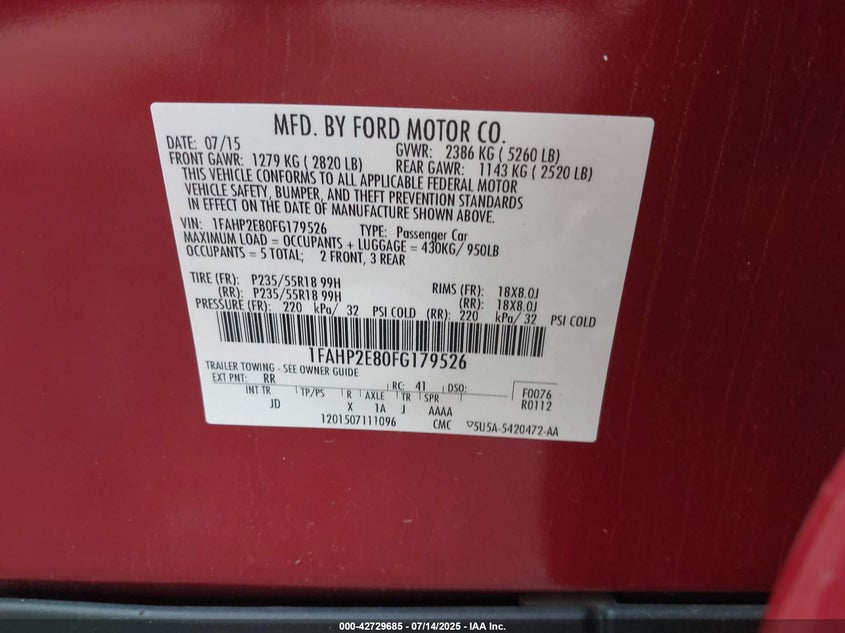 MFD. BY FORD MOTOR CO.
DATE: 07/15 GVWR: 2386 KG ( 5260 LB)
FRONT GAWR: 1279 KG ( 2820 LB) REAR GAWR: 1143 KG ( 2520 LB)
THIS VEHICLE CONFORMS TO ALL APPLICABLE FEDERAL MOTOR
VEHICLE SAFETY, BUMPER, AND THEFT PREVENTION STANDARDS
IN EFFECT ON THE DATE OF MANUFACTURE SHOWN ABOVE.
VIN: 1FAHP2E80FG179526 TYPE: Passenger Car
MAXIMUM LOAD = OCCUPANTS + LUGGAGE = 430KG/ 950LB
OCCUPANTS = 5 TOTAL; 2 FRONT, 3 REAR
TIRE (FR): P235/55R18 99H RIMS (FR): 18X8.0J
(RR): P235/55R18 99H (RR): 18X8.0J
PRESSURE (FR): 220 kPa/ 32 PSI COLD (RR): 220 kPa/ 32 PSI COLD
1FAHP2E80FG179526
TRAILER TOWING - SEE OWNER GUIDE
EXT PNT: RR RC: 41 DSO: F0076
INT TR TP/PS R AXLE TR SPR R0112
JD X 1A J AAAA
1201507111096 CMC 5U5A-5420472-AA
000-42729685 | 07/14/2025 | IAA Inc.